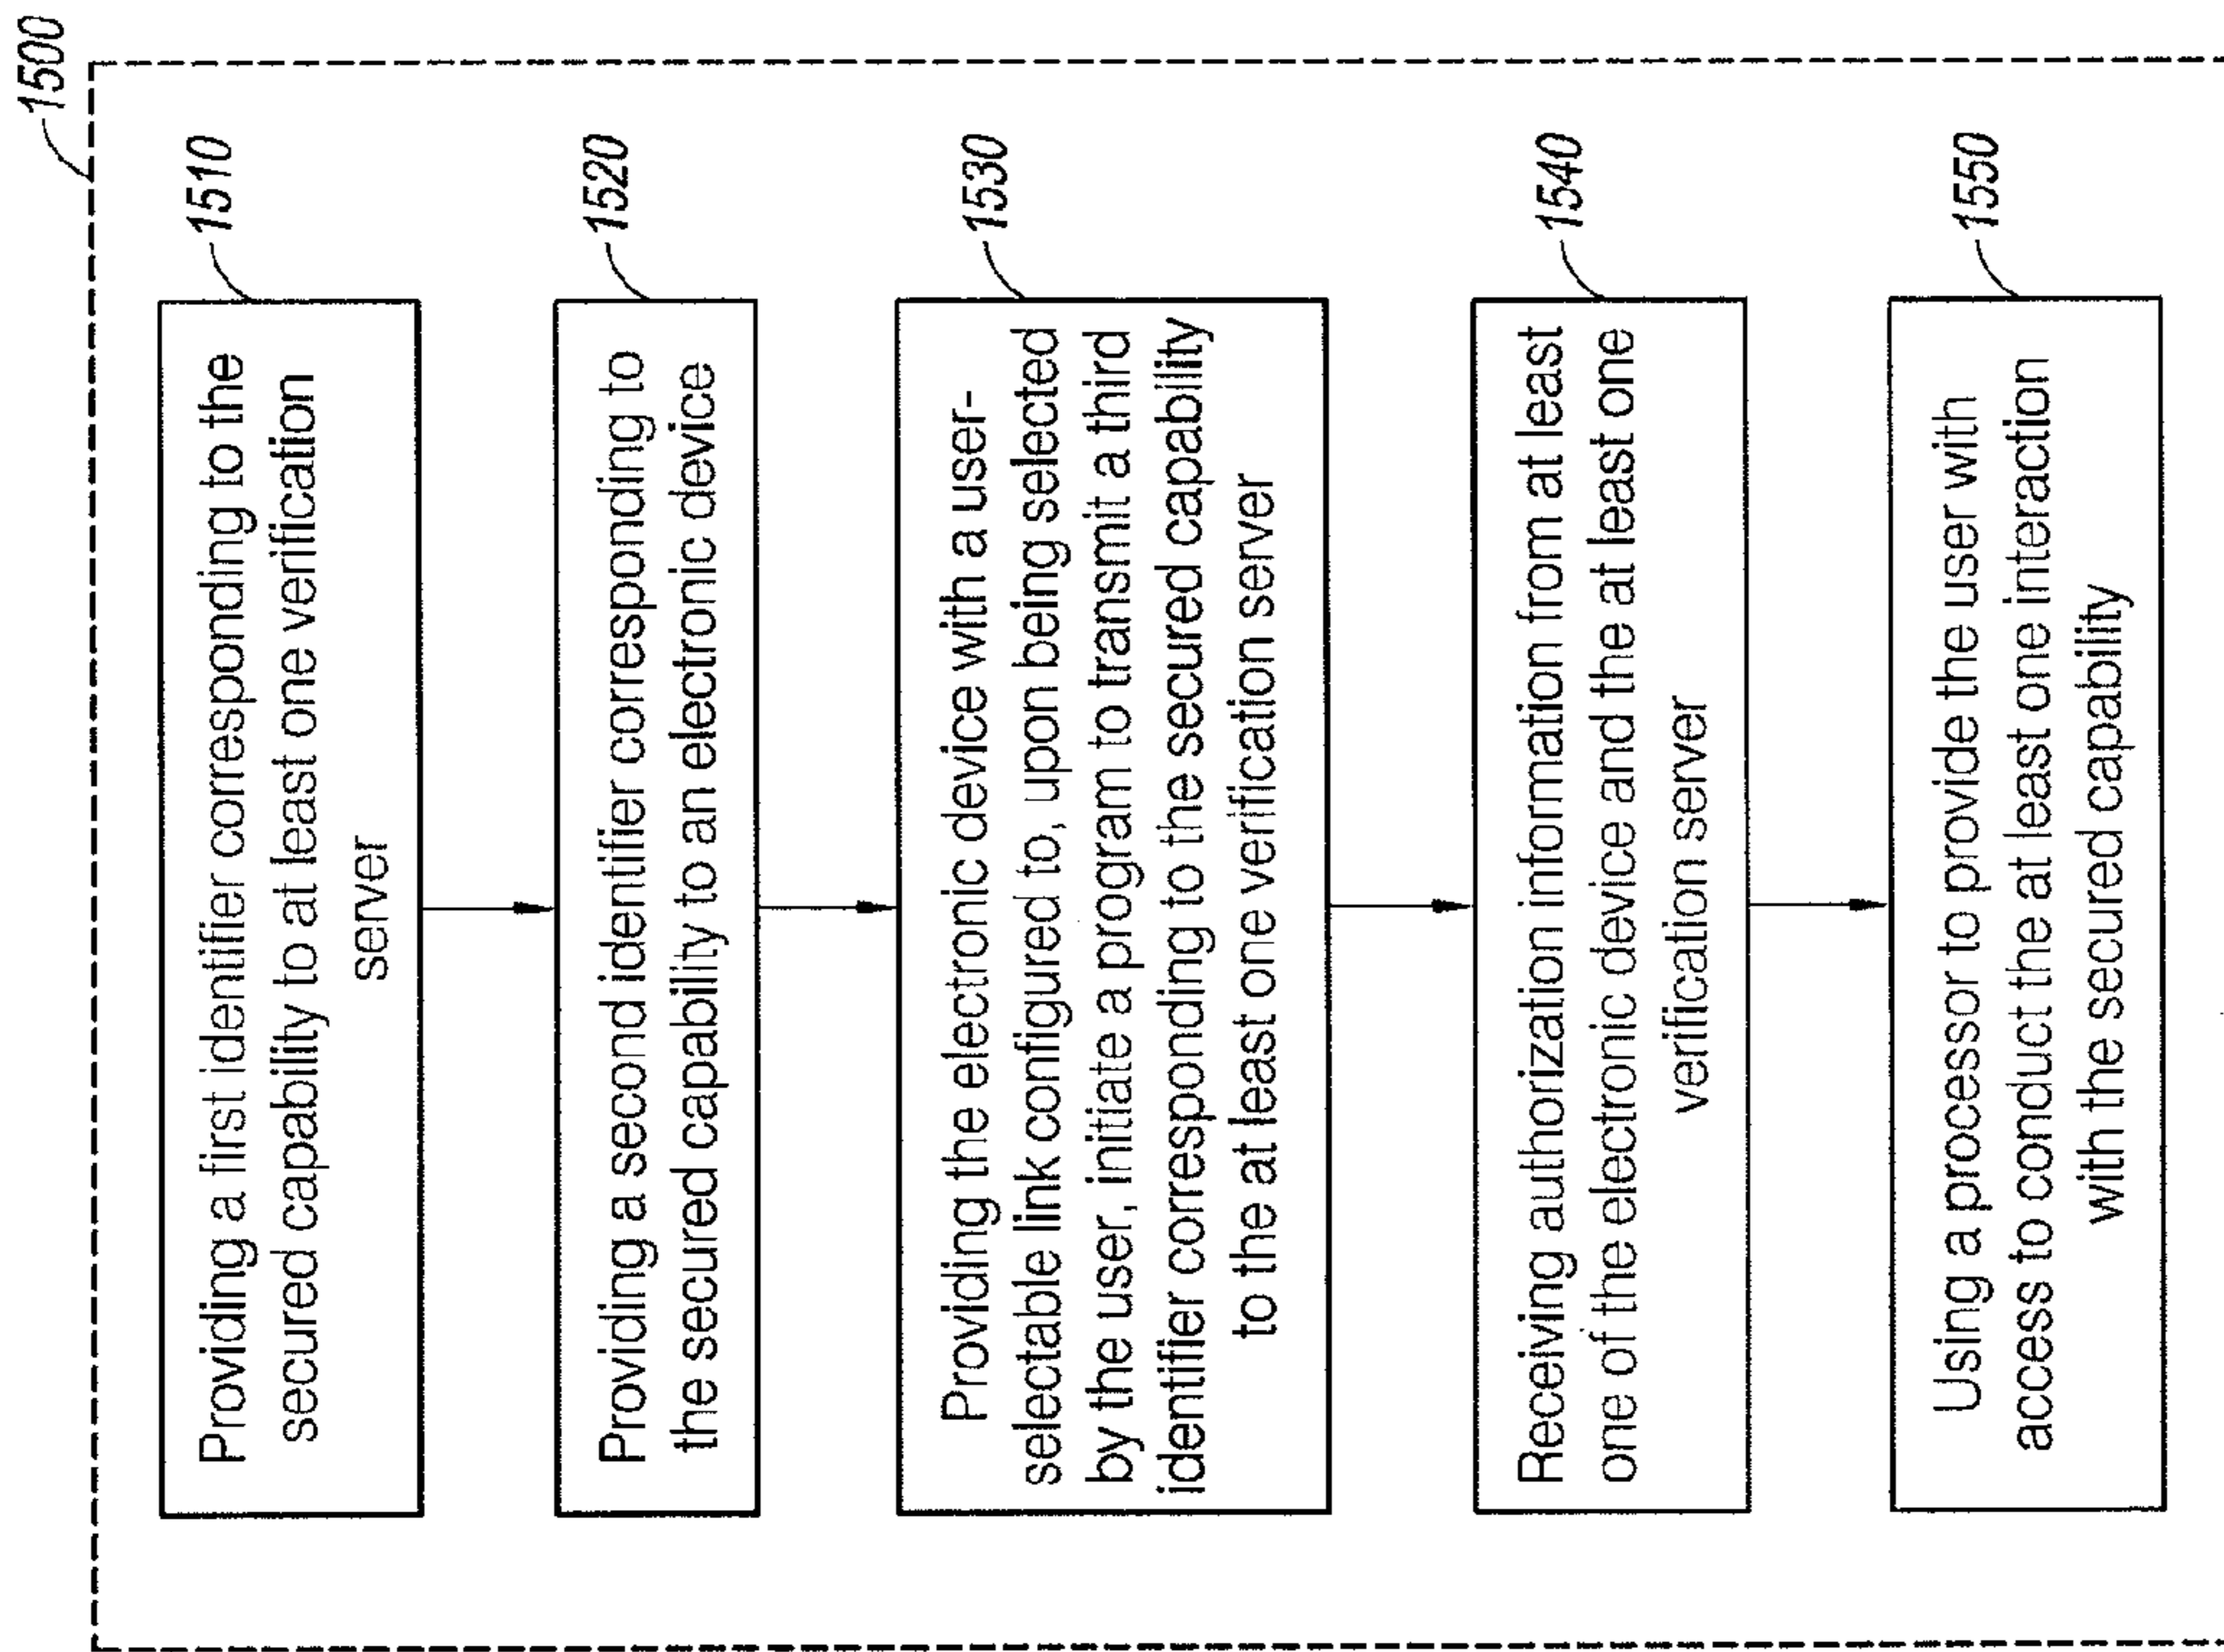 1500
1510
Providing a first identifier corresponding to the
secured capability to at least one verification
server
1520
Providing a second identifier corresponding to
the secured capability to an electronic device
1530
Providing the electronic device with a user-
selectable link configured to, upon being selected
by the user, initiate a program to transmit a third
identifier corresponding to the secured capability
to the at least one verification server
1540
Receiving authorization information from at least
one of the electronic device and the at least one
verification server
1550
Using a processor to provide the user with
access to conduct the at least one interaction
with the secured capability